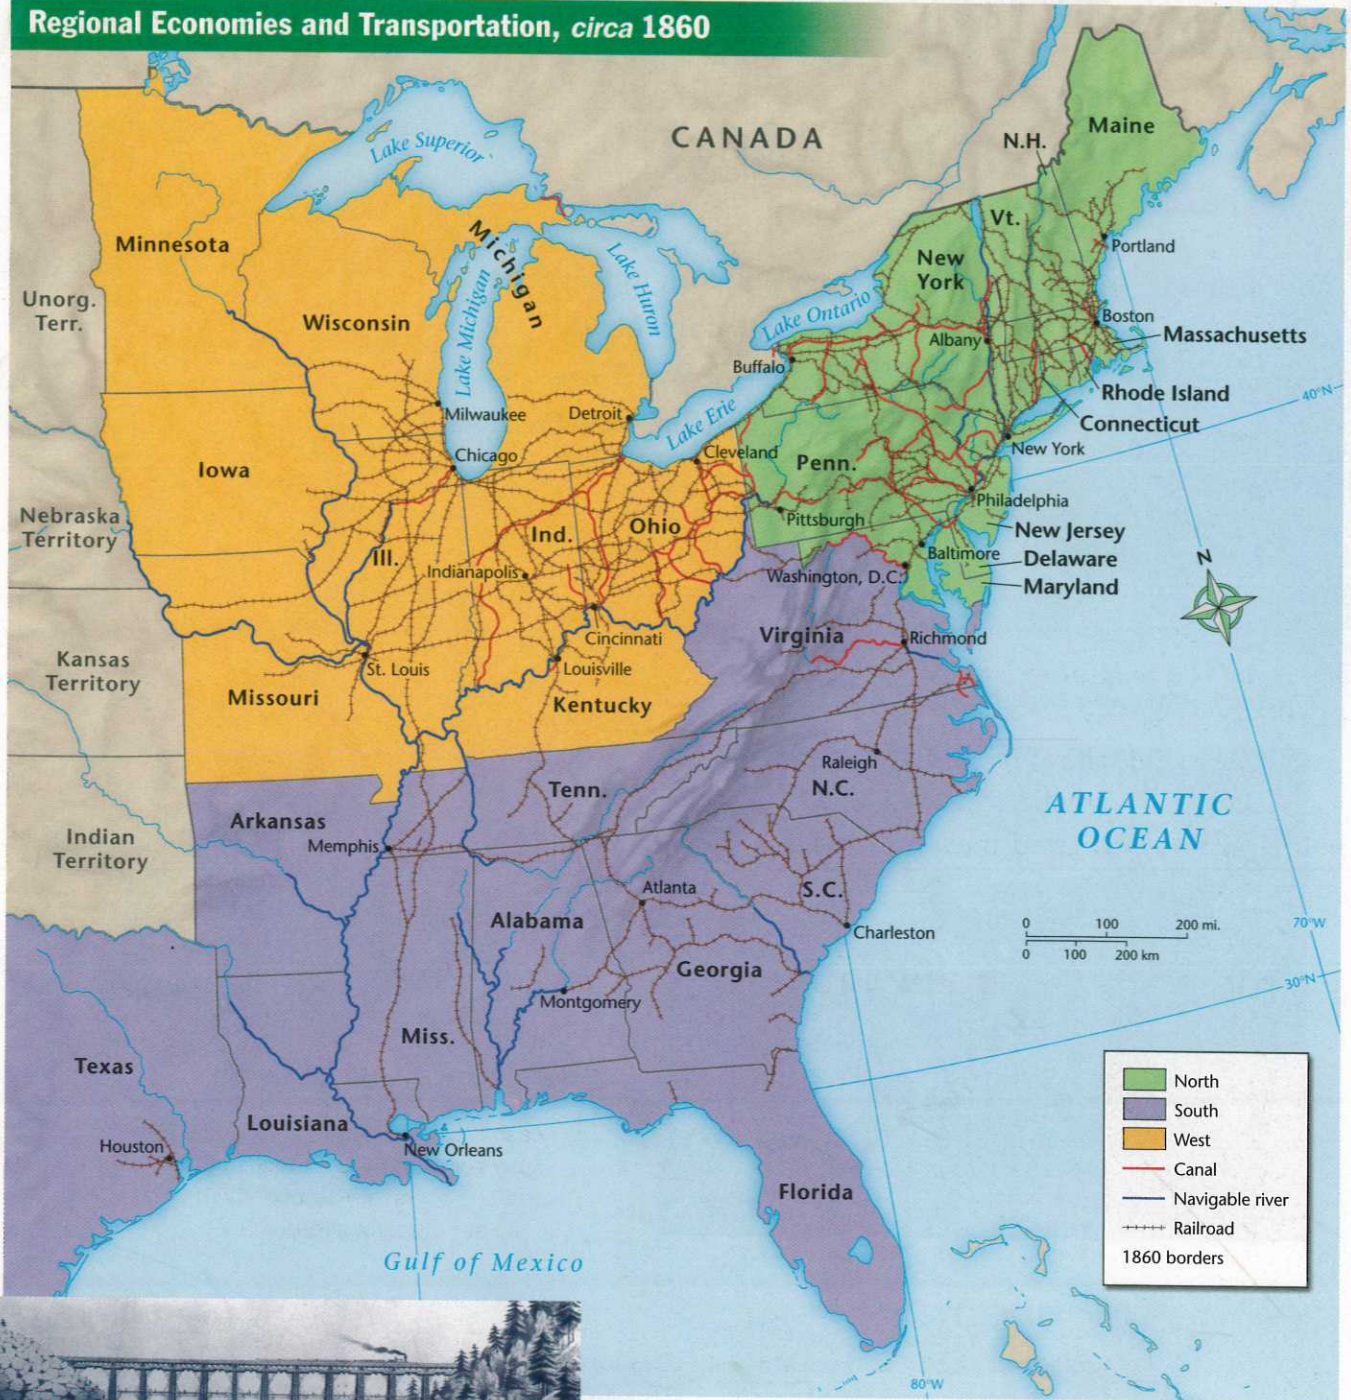 Regional Economies and Transportation, circa 1860
CANADA
Maine
N.H.
Lake Superior
Vt.
Minnesota
Michigan
Portland
New
York
Lake Huron
Unorg.
Terr.
Wisconsin
Lake Michigan
Lake Ontario
Boston
Massachusetts
Albany
Buffalo
Rhode Island
40°N
Milwaukee
Detroit
Lake Erie
Connecticut
Chicago
Cleveland
New York
Iowa
Penn.
Philadelphia
Nebraska
Territory
Ind.
Ohio
Pittsburgh
New Jersey
Ill.
Baltimore
Delaware
N
Indianapolis
Washington, D.C.
Maryland
Cincinnati
Virginia
Richmond
Kansas
Territory
St. Louis
Louisville
Missouri
Kentucky
Raleigh
Tenn.
N.C.
ATLANTIC
OCEAN
Arkansas
Memphis
Indian
Territory
Atlanta
S.C.
Alabama
Charleston
0 100 200 mi.
0 100 200 km
70°W
Georgia
30°N
Montgomery
Miss.
Texas
Louisiana
Houston
New Orleans
Florida
Gulf of Mexico
North
South
West
Canal
Navigable river
Railroad
1860 borders
80°W